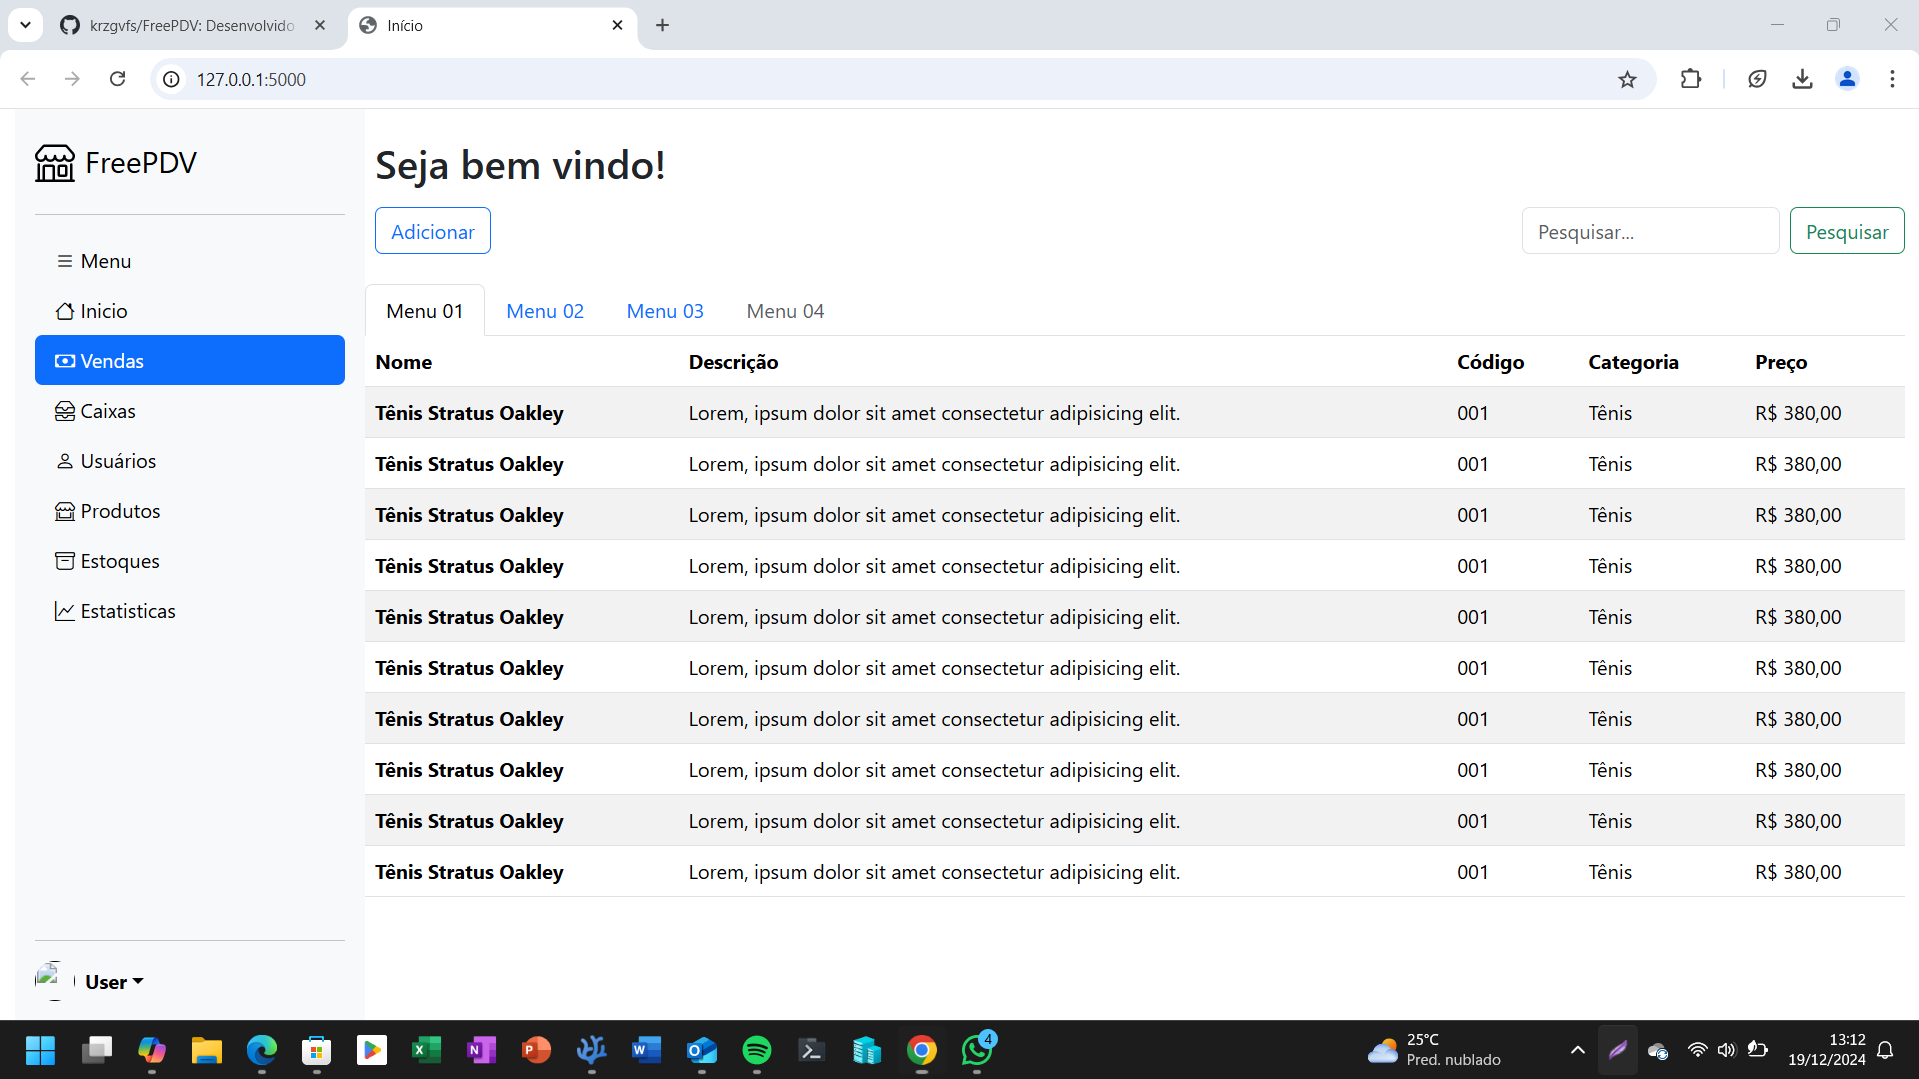 krzgvfs/FreePDV: Desenvolvido
Início
127.0.0.1:5000
FreePDV
Menu
Inicio
Vendas
Caixas
Usuários
Produtos
Estoques
Estatisticas
User
Seja bem vindo!
Adicionar
Pesquisar...
Pesquisar
Menu 01 Menu 02 Menu 03 Menu 04
Nome Descrição Código Categoria Preço
Tênis Stratus Oakley Lorem, ipsum dolor sit amet consectetur adipisicing elit. 001 Tênis R$ 380,00
Tênis Stratus Oakley Lorem, ipsum dolor sit amet consectetur adipisicing elit. 001 Tênis R$ 380,00
Tênis Stratus Oakley Lorem, ipsum dolor sit amet consectetur adipisicing elit. 001 Tênis R$ 380,00
Tênis Stratus Oakley Lorem, ipsum dolor sit amet consectetur adipisicing elit. 001 Tênis R$ 380,00
Tênis Stratus Oakley Lorem, ipsum dolor sit amet consectetur adipisicing elit. 001 Tênis R$ 380,00
Tênis Stratus Oakley Lorem, ipsum dolor sit amet consectetur adipisicing elit. 001 Tênis R$ 380,00
Tênis Stratus Oakley Lorem, ipsum dolor sit amet consectetur adipisicing elit. 001 Tênis R$ 380,00
Tênis Stratus Oakley Lorem, ipsum dolor sit amet consectetur adipisicing elit. 001 Tênis R$ 380,00
Tênis Stratus Oakley Lorem, ipsum dolor sit amet consectetur adipisicing elit. 001 Tênis R$ 380,00
Tênis Stratus Oakley Lorem, ipsum dolor sit amet consectetur adipisicing elit. 001 Tênis R$ 380,00
4
25°C
Pred. nublado
13:12
19/12/2024